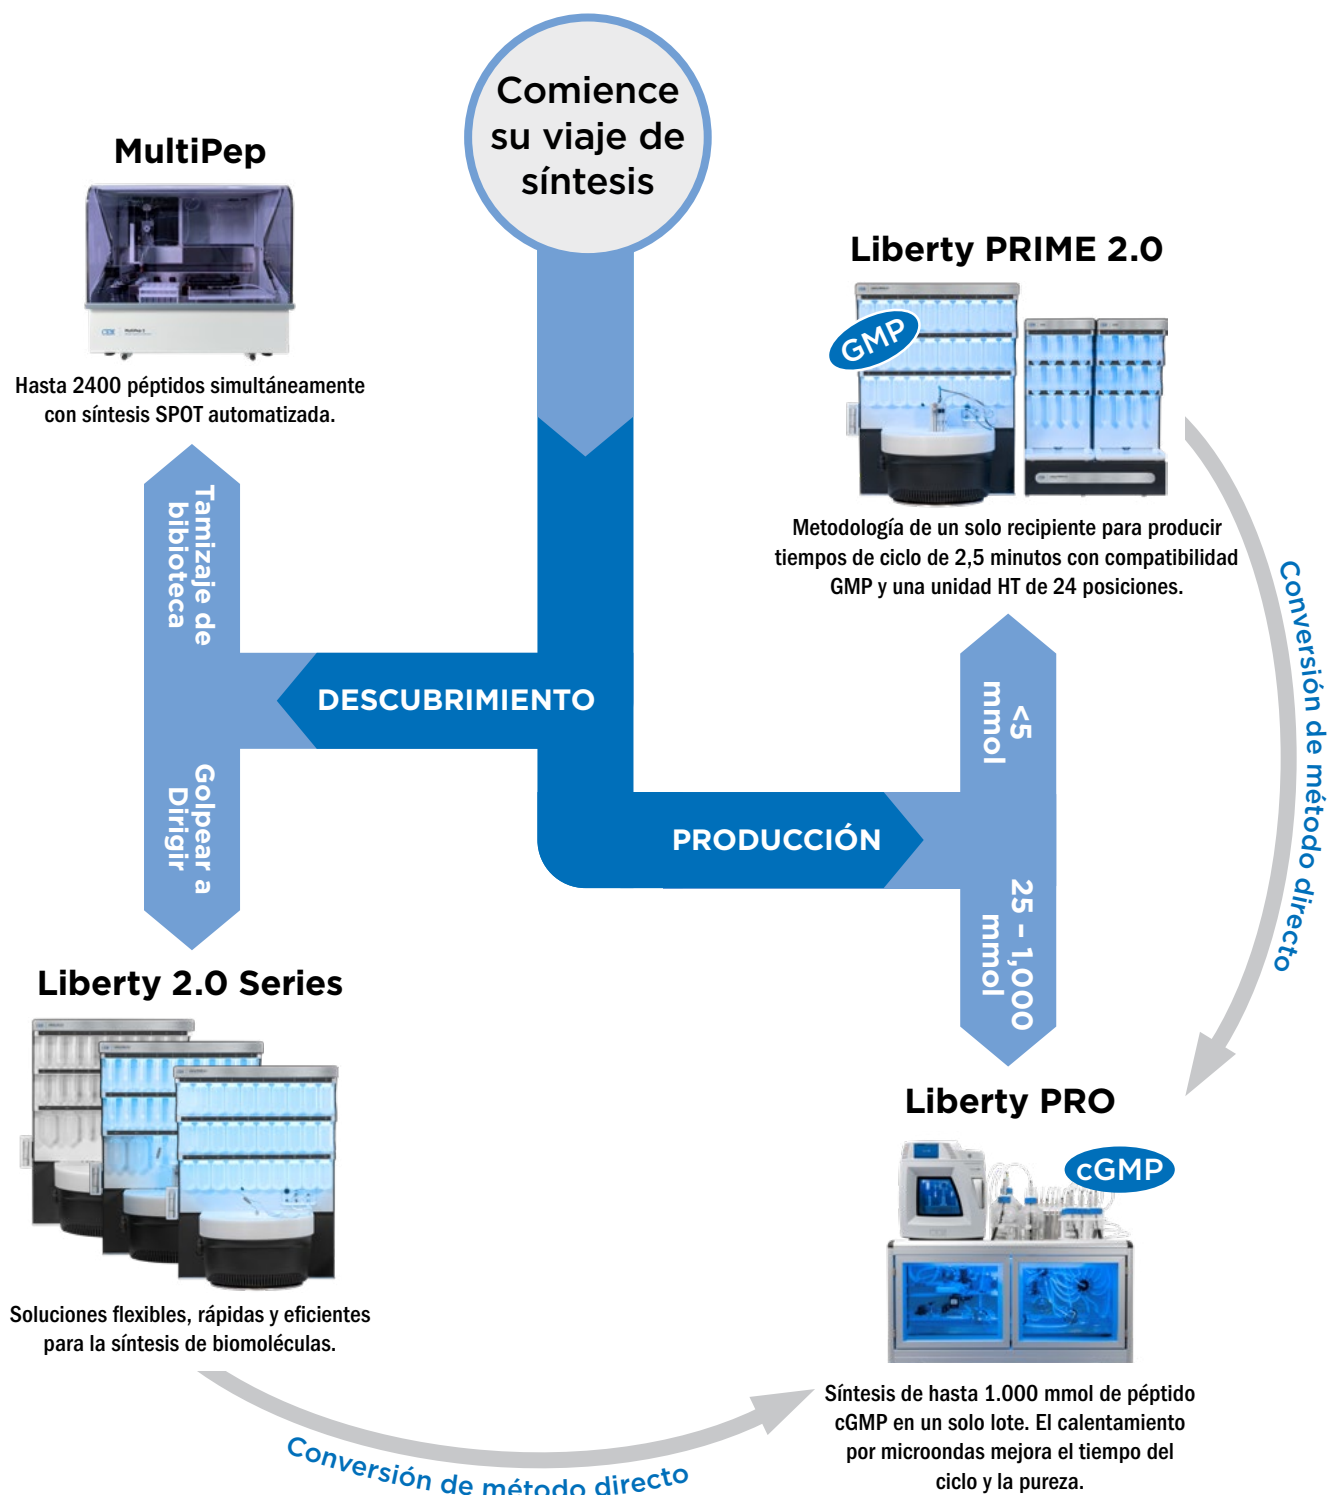 Comience
su viaje de
síntesis
MultiPep
Hasta 2400 péptidos simultáneamente
con síntesis SPOT automatizada.
Liberty PRIME 2.0
GMP
Metodología de un solo recipiente para producir
tiempos de ciclo de 2,5 minutos con compatibilidad
GMP y una unidad HT de 24 posiciones.
Tamizaje de
bibioteca
DESCUBRIMIENTO
Golpear a
Dirigir
<5
mmol
PRODUCCIÓN
25 – 1,000
mmol
Conversión de método directo
Liberty 2.0 Series
Soluciones flexibles, rápidas y eficientes
para la síntesis de biomoléculas.
Liberty PRO
cGMP
Síntesis de hasta 1.000 mmol de péptido
cGMP en un solo lote. El calentamiento
por microondas mejora el tiempo del
ciclo y la pureza.
Conversión de método directo